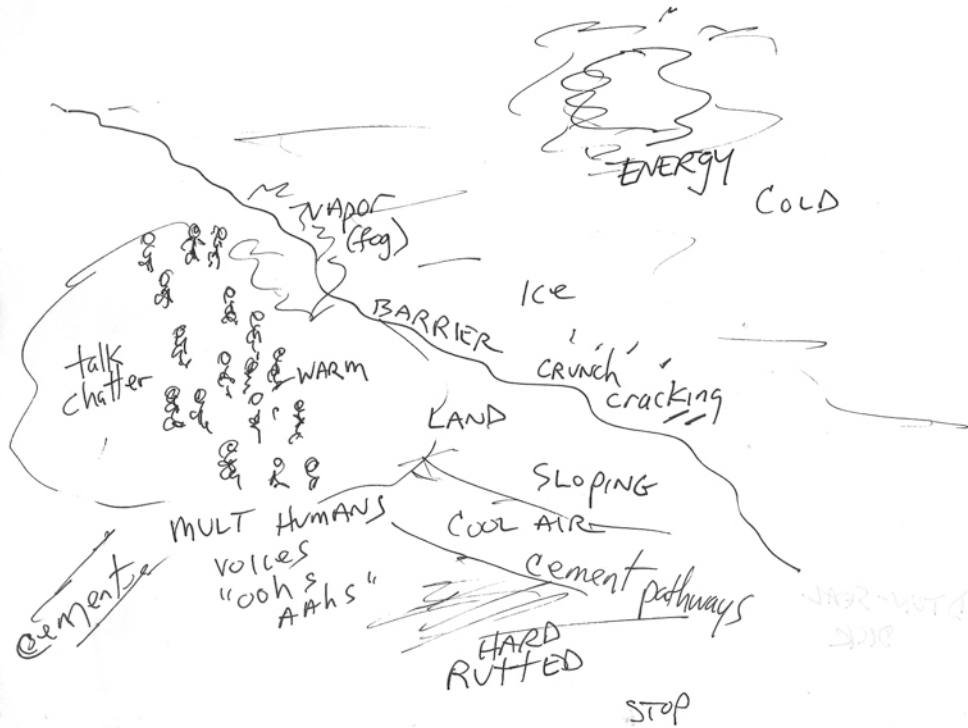 ENERGY
COLD
VAPOR
(fog)
ICE
BARRIER
CRUNCH
cracking
talk
chatter
WARM
LAND
SLOPING
MULT HUMANS
voices
"ooh s
AAhs"
COOL AIR
cement
cement pathways
HARD
RUTTED
STOP